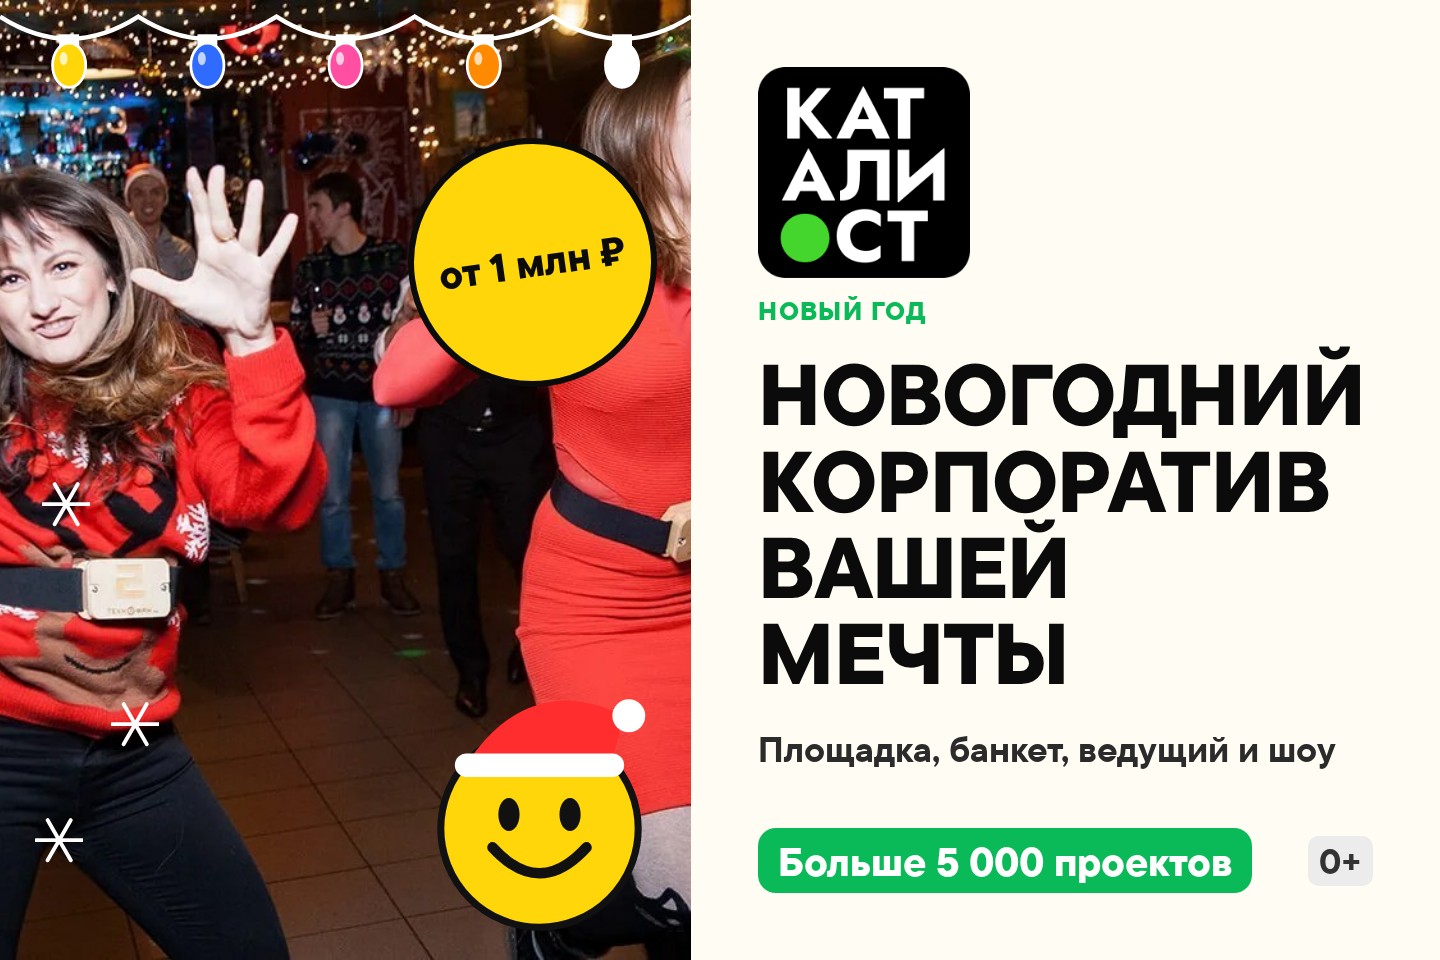 от 1 млн ₽
КАТ
АЛИ
СТ
НОВЫЙ ГОД
НОВОГОДНИЙ
КОРПОРАТИВ
ВАШЕЙ
МЕЧТЫ
Площадка, банкет, ведущий и шоу
Больше 5 000 проектов
0+